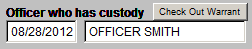 Officer who has custody Check Out Warrant
08/28/2012 OFFICER SMITH